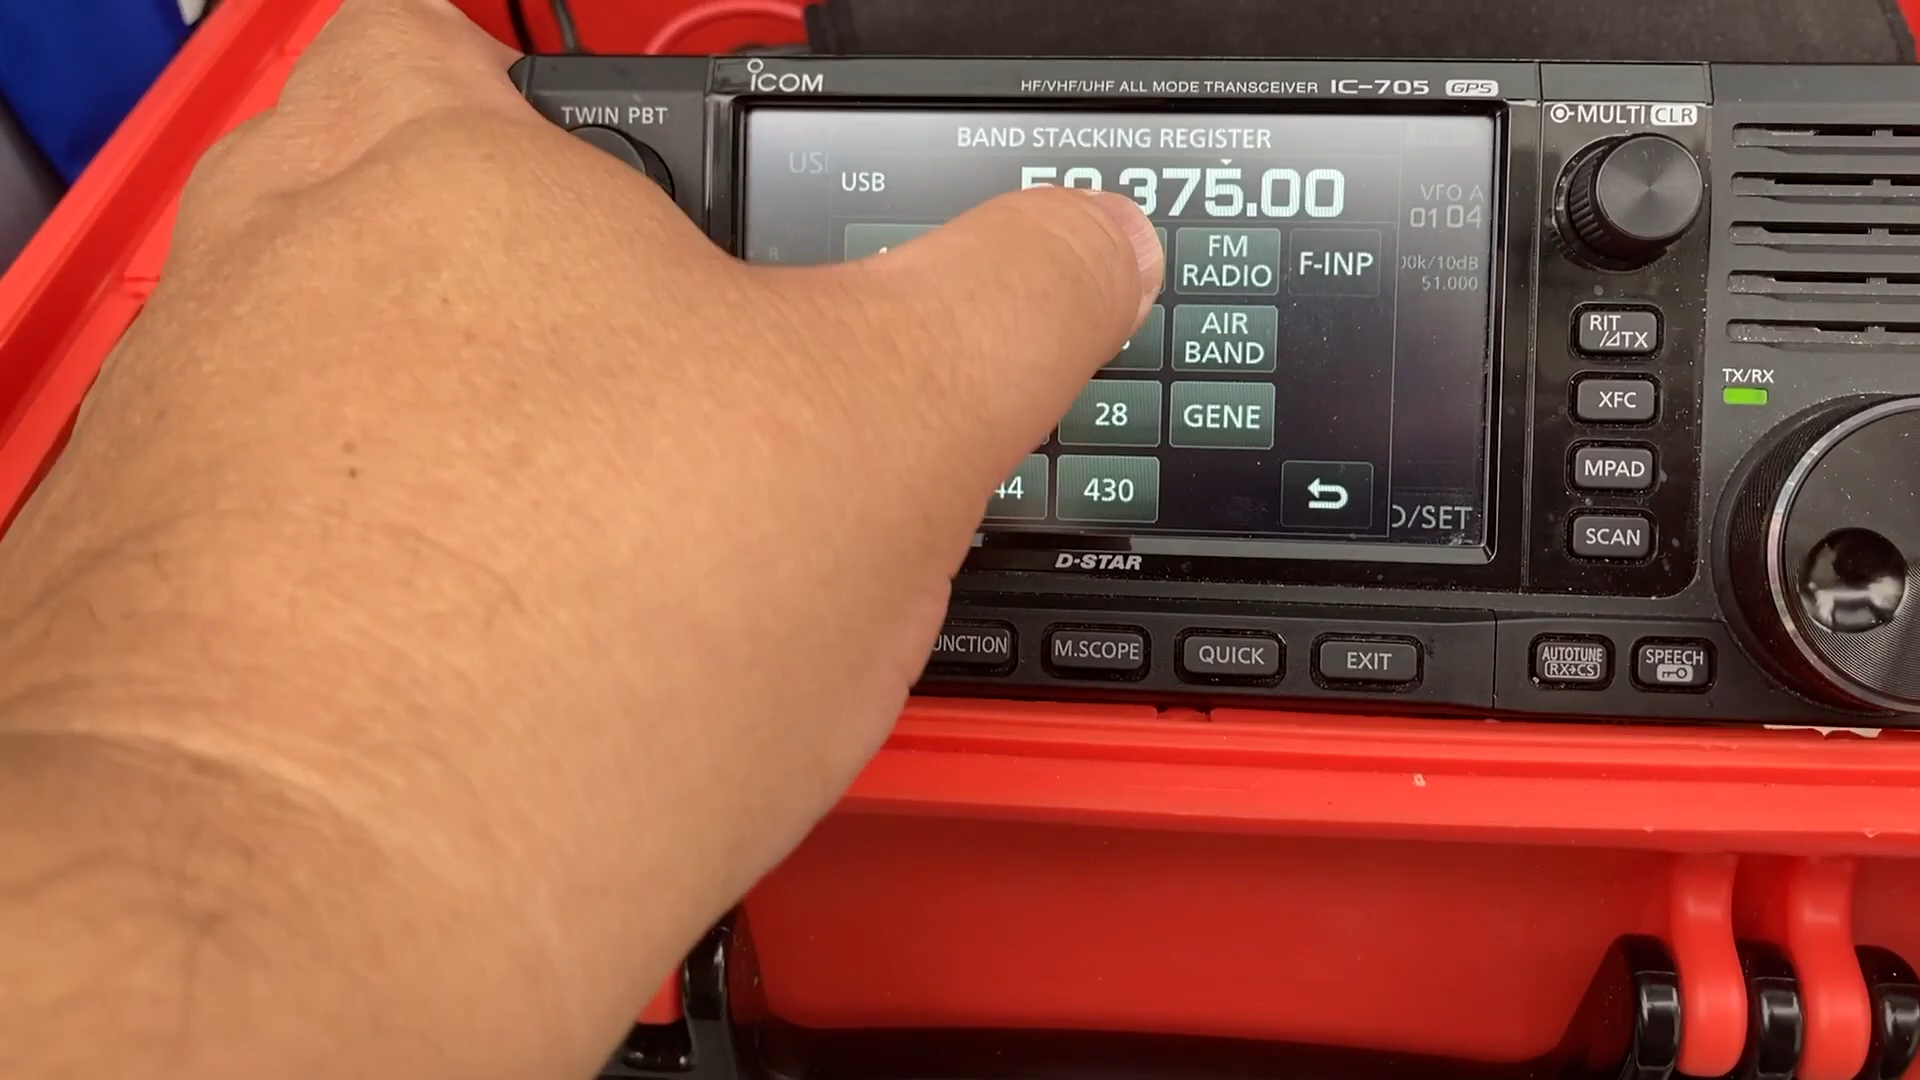 ICOM
HF/VHF/UHF ALL MODE TRANSCEIVER IC-705 GPS
TWIN PBT
MULTI CLR
BAND STACKING REGISTER
USB
375.00
VFO A
01 04
FM RADIO
F-INP
51.000
AIR BAND
28
GENE
430
RIT/⊿TX
XFC
MPAD
SCAN
TX/RX
D-STAR
M.SCOPE
QUICK
EXIT
AUTOTUNE
RX→CS
SPEECH